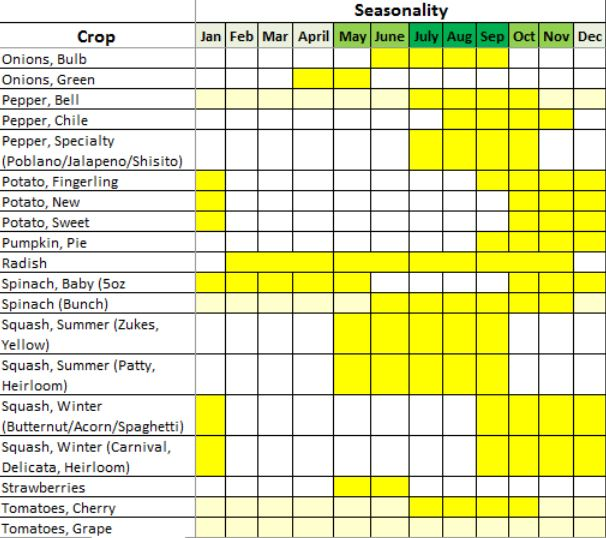 Seasonality
Crop Jan Feb Mar April May June July Aug Sep Oct Nov Dec
Onions, Bulb
Onions, Green
Pepper, Bell
Pepper, Chile
Pepper, Specialty
(Poblano/Jalapeno/Shisito)
Potato, Fingerling
Potato, New
Potato, Sweet
Pumpkin, Pie
Radish
Spinach, Baby (5oz
Spinach (Bunch)
Squash, Summer (Zukes,
Yellow)
Squash, Summer (Patty,
Heirloom)
Squash, Winter
(Butternut/Acorn/Spaghetti)
Squash, Winter (Carnival,
Delicata, Heirloom)
Strawberries
Tomatoes, Cherry
Tomatoes, Grape